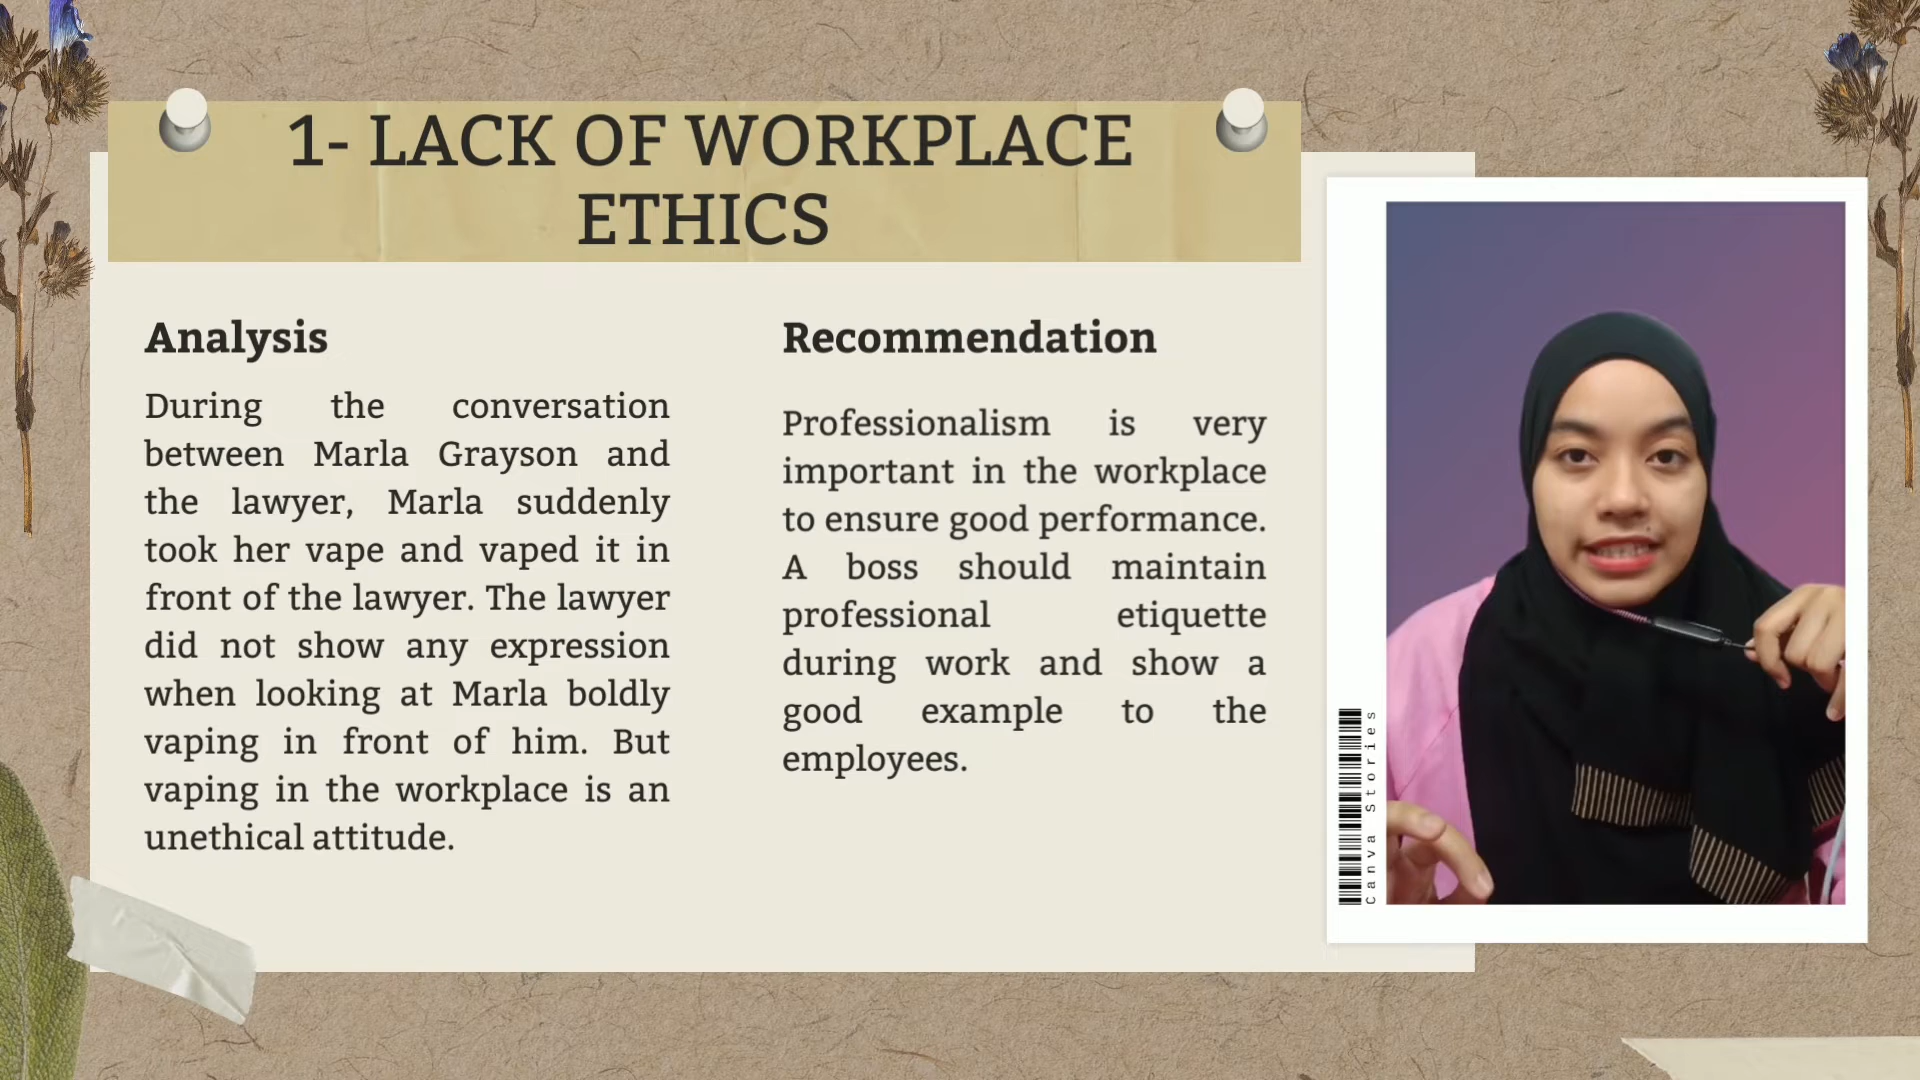 1- LACK OF WORKPLACE
ETHICS
Analysis
During the conversation
between Marla Grayson and
the lawyer, Marla suddenly
took her vape and vaped it in
front of the lawyer. The lawyer
did not show any expression
when looking at Marla boldly
vaping in front of him. But
vaping in the workplace is an
unethical attitude.
Recommendation
Professionalism is very
important in the workplace
to ensure good performance.
A boss should maintain
professional etiquette
during work and show a
good example to the
employees.
Canva Stories